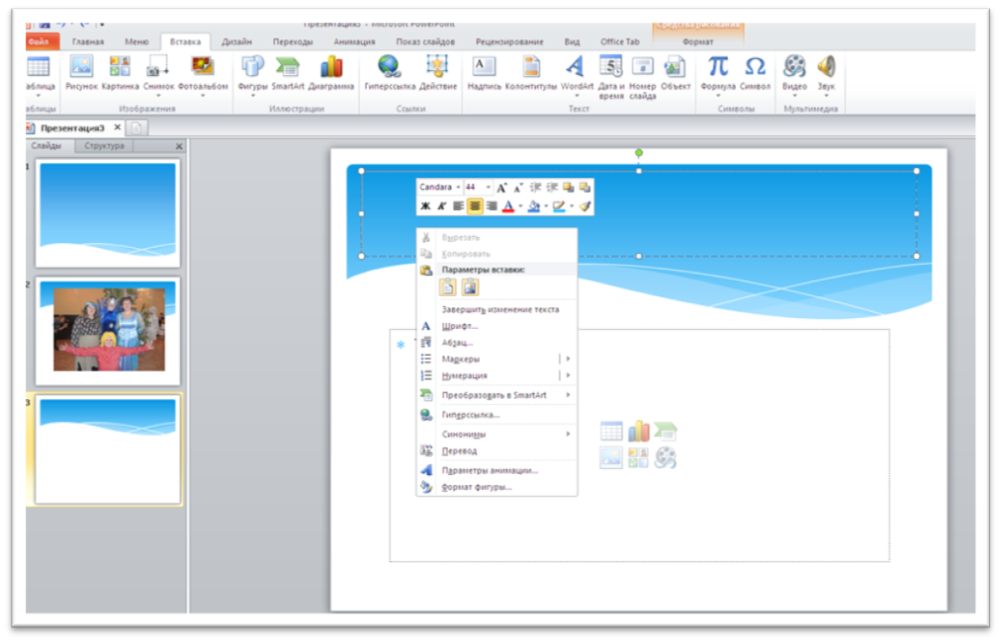 Презентация3 - Microsoft PowerPoint
Средства рисования
Файл Главная Меню Вставка Дизайн Переходы Анимация Показ слайдов Рецензирование Вид Office Tab Формат
аблица Рисунок Картинка Снимок Фотоальбом Фигуры SmartArt Диаграмма Гиперссылка Действие Надпись Колонтитулы WordArt Дата и время Номер слайда Объект Формула Символ Видео Звук
аблицы Изображения Иллюстрации Ссылки Текст Символы Мультимедиа
Презентация3
Слайды Структура
2
3
Candara 44
Ж К
Вырезать
Копировать
Параметры вставки:
Завершить изменение текста
Шрифт...
Абзац...
Маркеры
Нумерация
Преобразовать в SmartArt
Гиперссылка...
Синонимы
Перевод
Параметры анимации...
Формат фигуры...